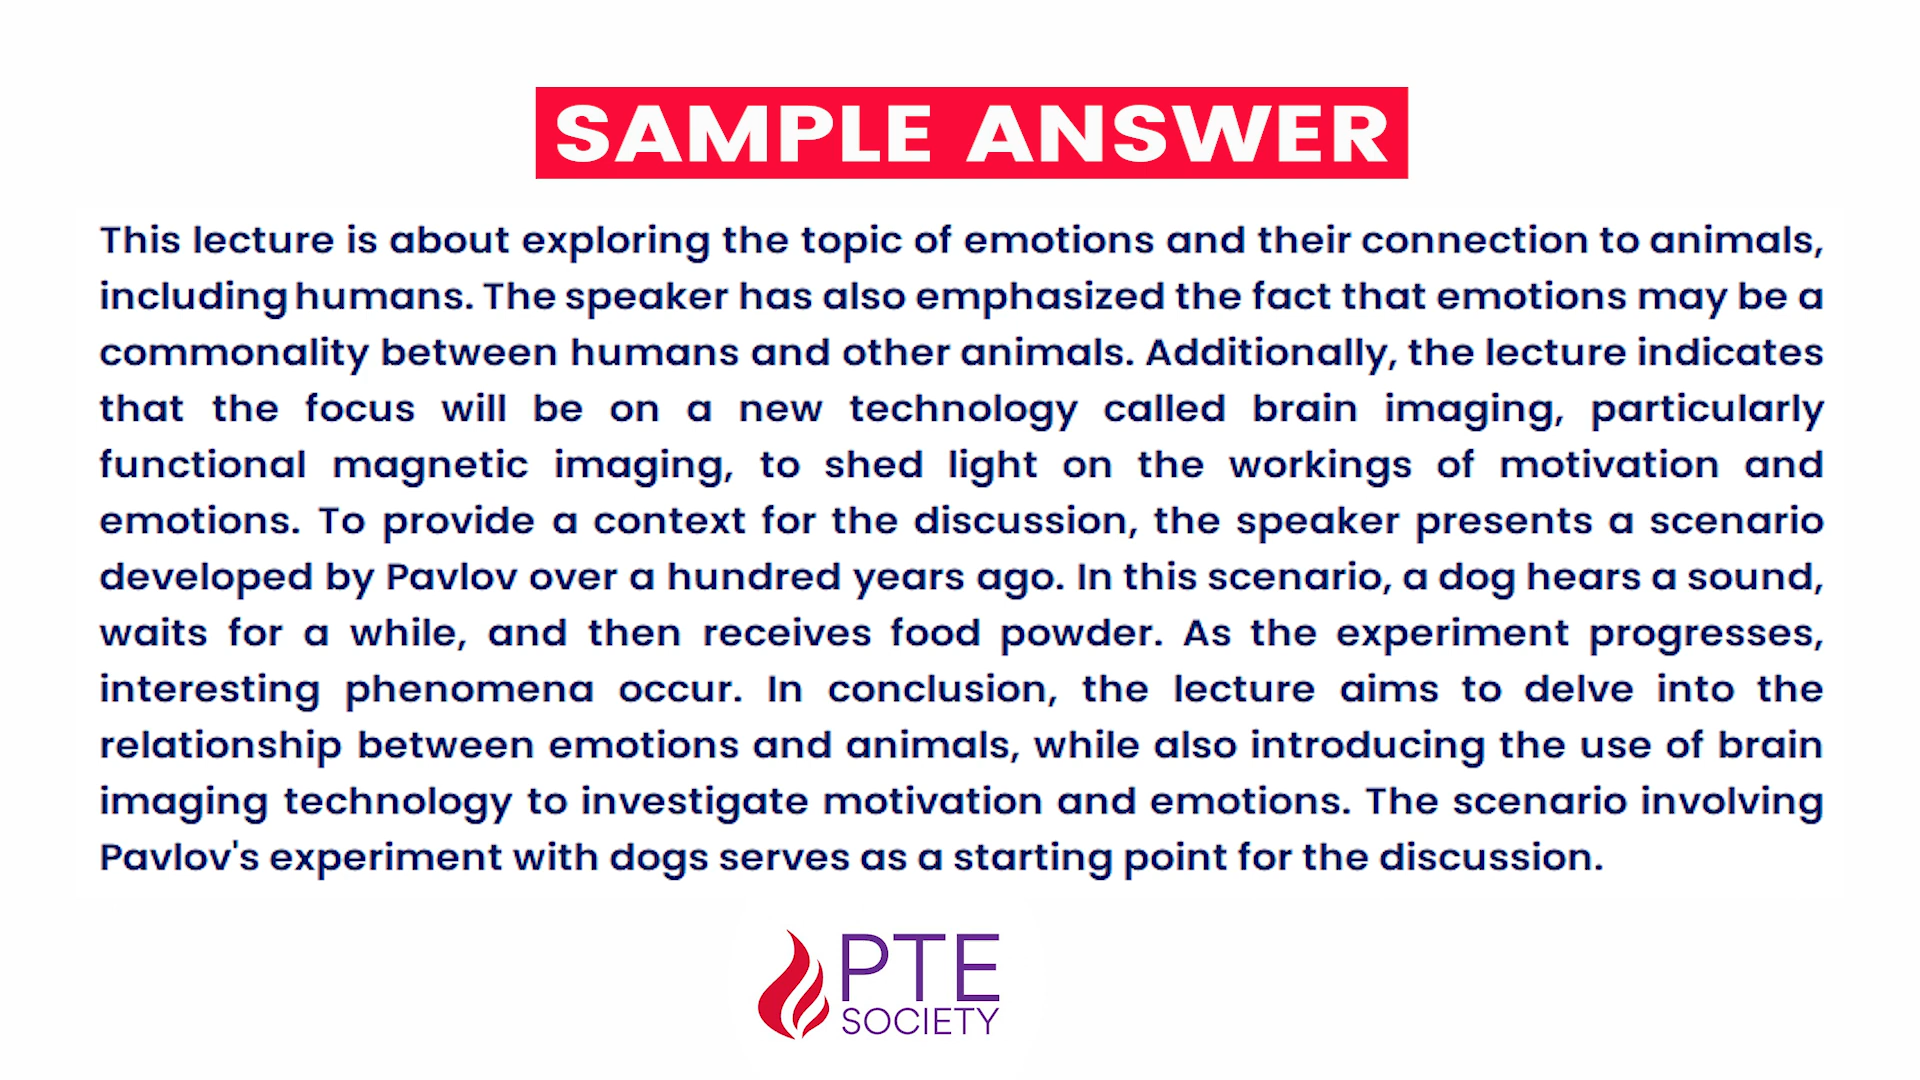 SAMPLE ANSWER
This lecture is about exploring the topic of emotions and their connection to animals,
including humans. The speaker has also emphasized the fact that emotions may be a
commonality between humans and other animals. Additionally, the lecture indicates
that the focus will be on a new technology called brain imaging, particularly
functional magnetic imaging, to shed light on the workings of motivation and
emotions. To provide a context for the discussion, the speaker presents a scenario
developed by Pavlov over a hundred years ago. In this scenario, a dog hears a sound,
waits for a while, and then receives food powder. As the experiment progresses,
interesting phenomena occur. In conclusion, the lecture aims to delve into the
relationship between emotions and animals, while also introducing the use of brain
imaging technology to investigate motivation and emotions. The scenario involving
Pavlov's experiment with dogs serves as a starting point for the discussion.
PTE
SOCIETY